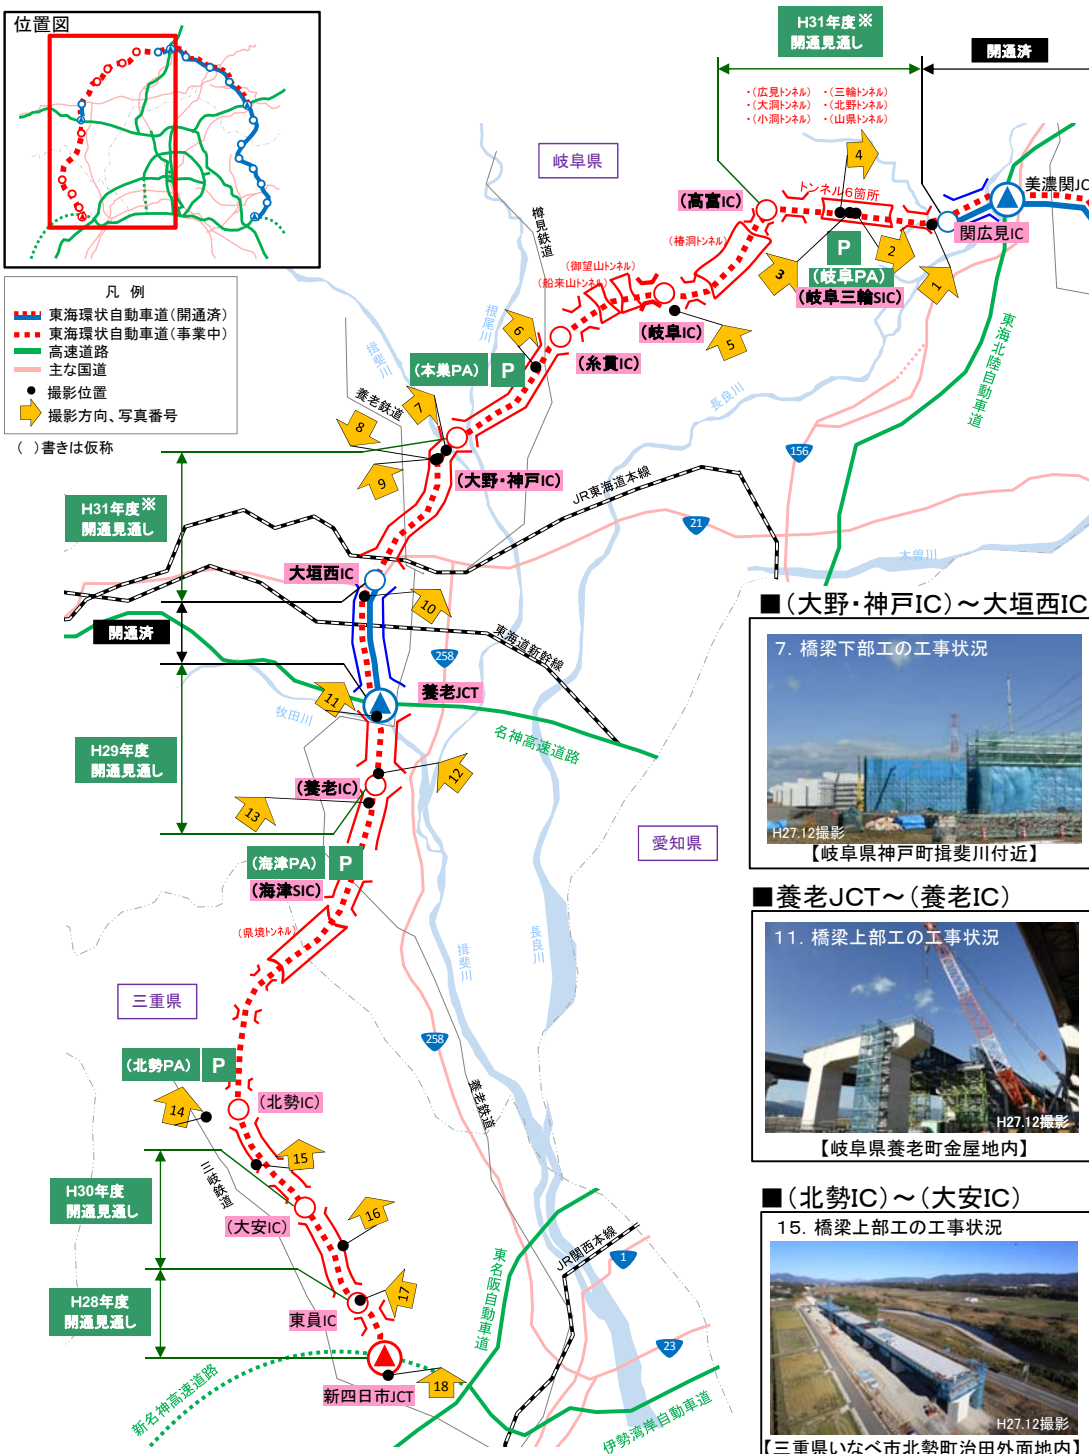 位置図
H31年度※
開通見通し
開通済
・(広見トンネル) ・(三輪トンネル)
・(大洞トンネル) ・(北野トンネル)
・(小洞トンネル) ・(山県トンネル)
岐阜県
4
美濃関JC
トンネル6箇所
(高富IC)
関広見IC
樽見鉄道
(椿洞トンネル)
P
(岐阜PA)
(岐阜三輪SIC)
3
2
1
(御望山トンネル)
(船来山トンネル)
凡 例
東海環状自動車道(開通済)
東海環状自動車道(事業中)
高速道路
主な国道
撮影位置
撮影方向、写真番号
( )書きは仮称
根尾川
揖斐川
6
(岐阜IC)
5
東海北陸自動車道
(糸貫IC)
(本巣PA)
P
長良川
養老鉄道
7
8
9
156
(大野・神戸IC)
JR東海道本線
H31年度※
開通見通し
21
木曽川
大垣西IC
10
開通済
東海道新幹線
258
養老JCT
11
牧田川
名神高速道路
H29年度
開通見通し
12
(養老IC)
13
愛知県
(海津PA)
P
(海津SIC)
(県境トンネル)
揖斐川
長良川
三重県
258
(北勢PA)
P
養老鉄道
14
(北勢IC)
三岐鉄道
15
H30年度
開通見通し
(大安IC)
16
JR関西本線
1
東名阪自動車道
17
H28年度
開通見通し
東員IC
23
新四日市JCT
18
新名神高速道路
伊勢湾岸自動車道
■(大野・神戸IC)～大垣西IC
7. 橋梁下部工の工事状況
H27.12撮影
【岐阜県神戸町揖斐川付近】
■養老JCT～(養老IC)
11. 橋梁上部工の工事状況
H27.12撮影
【岐阜県養老町金屋地内】
■(北勢IC)～(大安IC)
15. 橋梁上部工の工事状況
H27.12撮影
【三重県いなべ市北勢町治田外面地内】